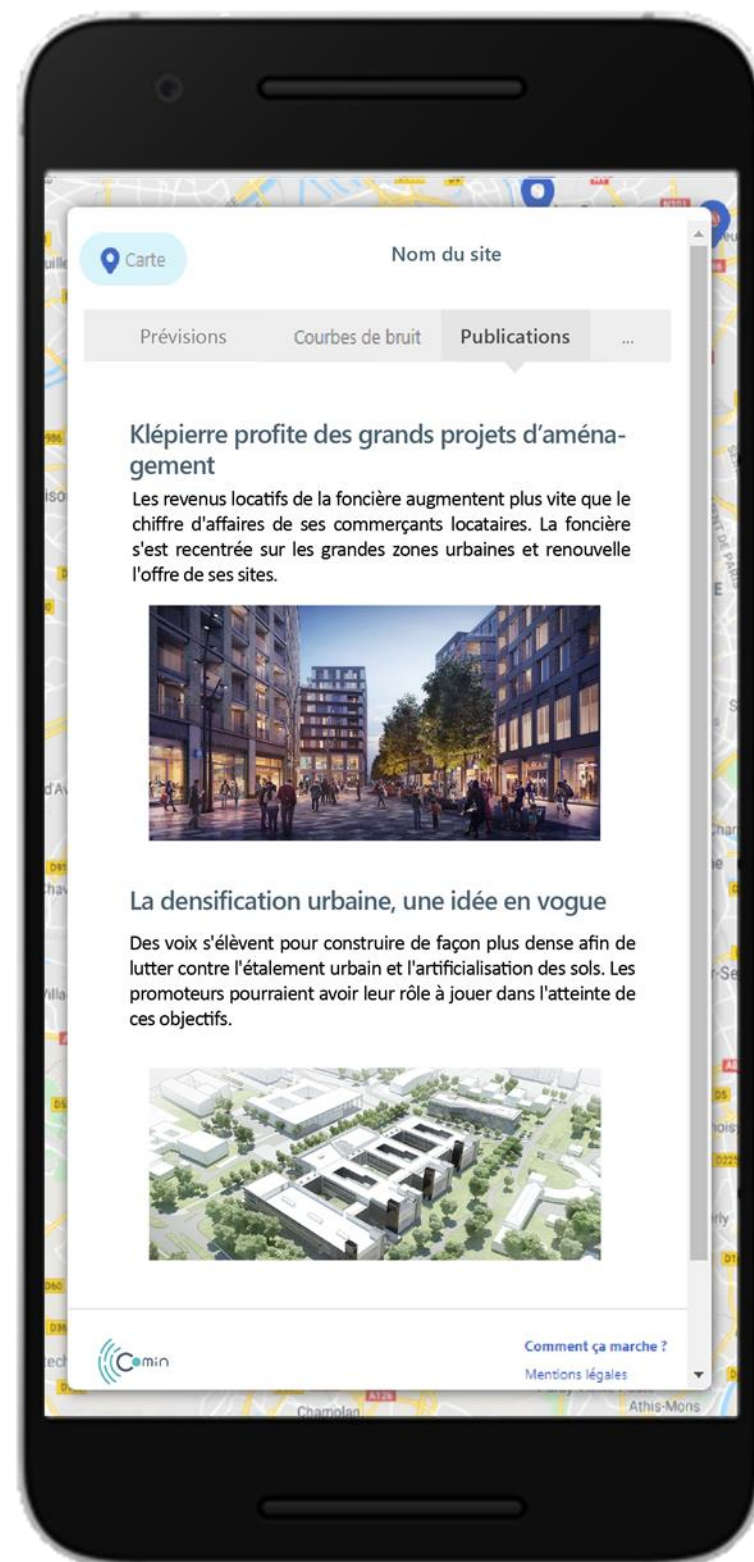 Carte
Nom du site
Prévisions
Courbes de bruit
Publications
...
Klépierre profite des grands projets d'aména-
gement
Les revenus locatifs de la foncière augmentent plus vite que le
chiffre d'affaires de ses commerçants locataires. La foncière
s'est recentrée sur les grandes zones urbaines et renouvelle
l'offre de ses sites.
La densification urbaine, une idée en vogue
Des voix s'élèvent pour construire de façon plus dense afin de
lutter contre l'étalement urbain et l'artificialisation des sols. Les
promoteurs pourraient avoir leur rôle à jouer dans l'atteinte de
ces objectifs.
Comin
Comment ça marche ?
Mentions légales
A126
Champlan
Athis-Mons